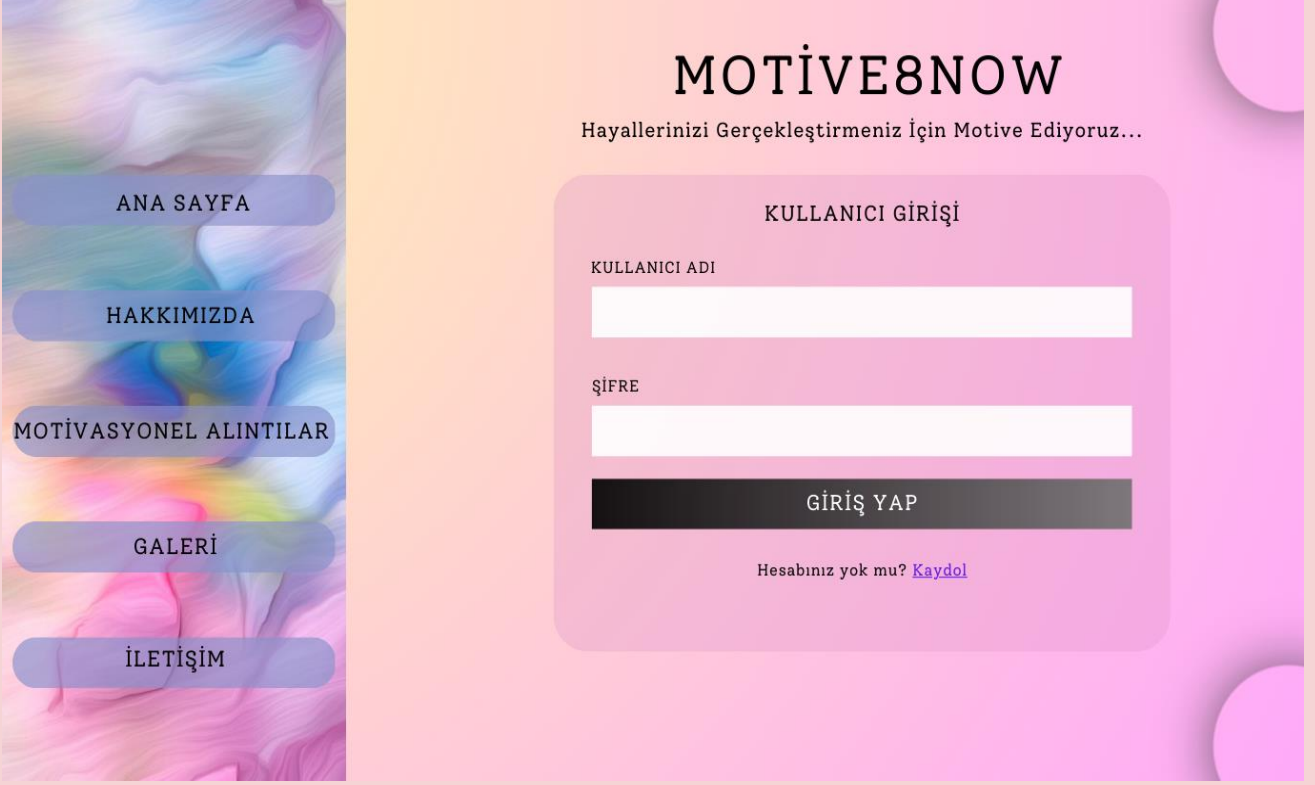 ANA SAYFA
HAKKIMIZDA
MOTİVASYONEL ALINTILAR
GALERİ
İLETİŞİM
MOTİVE8NOW
Hayallerinizi Gerçekleştirmeniz İçin Motive Ediyoruz...
KULLANICI GİRİŞİ
KULLANICI ADI
ŞİFRE
GİRİŞ YAP
Hesabınız yok mu? Kaydol